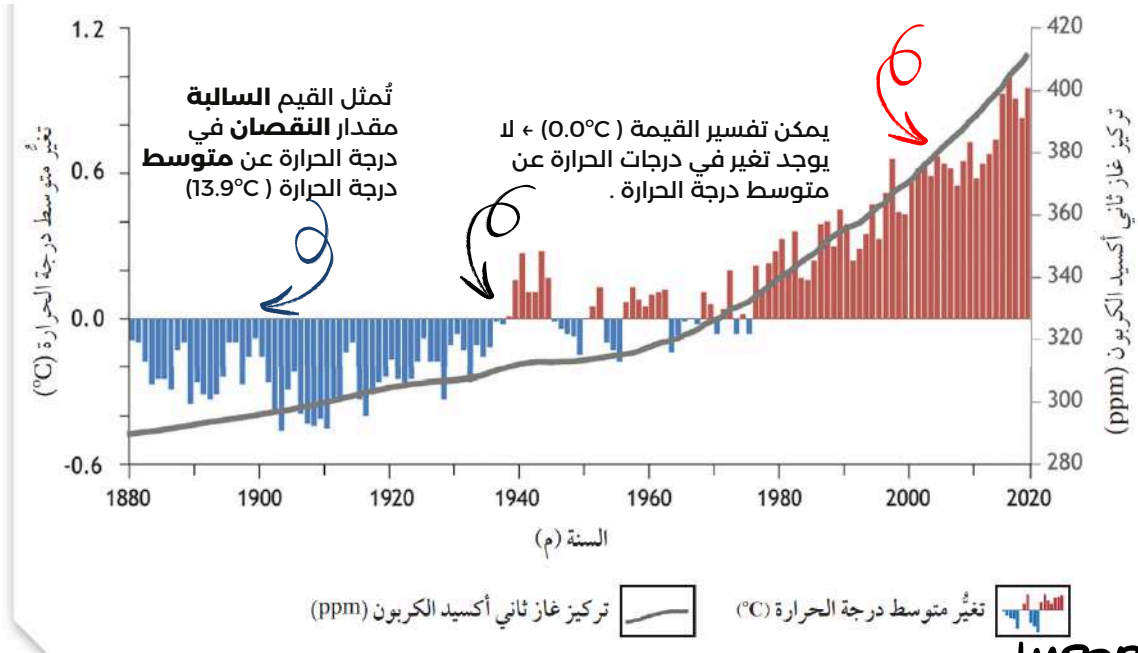 1.2
0.6
0.0
-0.6
تغيُّر متوسط درجة الحرارة (°C)
تُمثل القيم السالبة
مقدار النقصان في
درجة الحرارة عن متوسط
درجة الحرارة ( 13.9°C)
يمكن تفسير القيمة ( 0.0°C) ← لا
يوجد تغير في درجات الحرارة عن
متوسط درجة الحرارة .
420
400
380
360
340
320
300
280
تركيز غاز ثاني أكسيد الكربون (ppm)
1880 1900 1920 1940 1960 1980 2000 2020
السنة (م)
تغيُّر متوسط درجة الحرارة (°C)
تركيز غاز ثاني أكسيد الكربون (ppm)